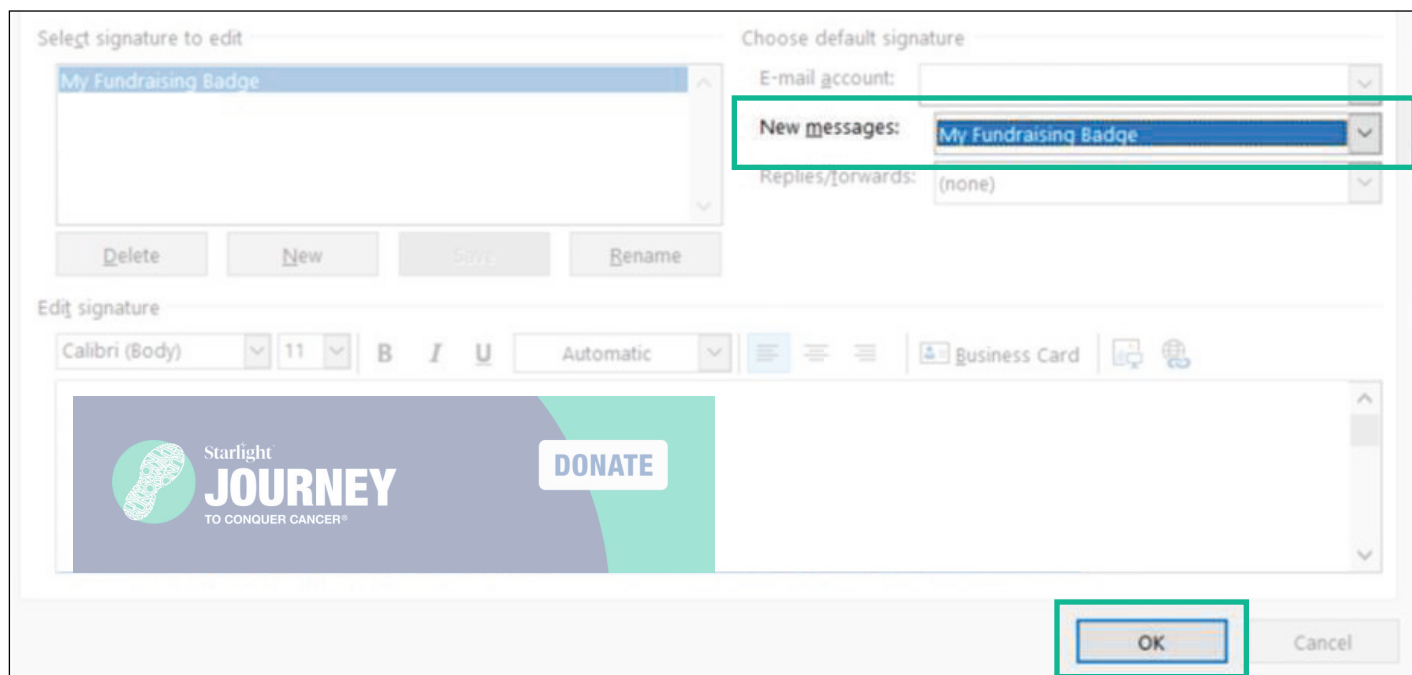 Select signature to edit
Choose default signature
My Fundraising Badge
E-mail account:
New messages:
My Fundraising Badge
Replies/forwards:
(none)
Delete
New
Save
Rename
Edit signature
Calibri (Body)
11
B
I
U
Automatic
Business Card
Starlight
JOURNEY
TO CONQUER CANCER®
DONATE
OK
Cancel